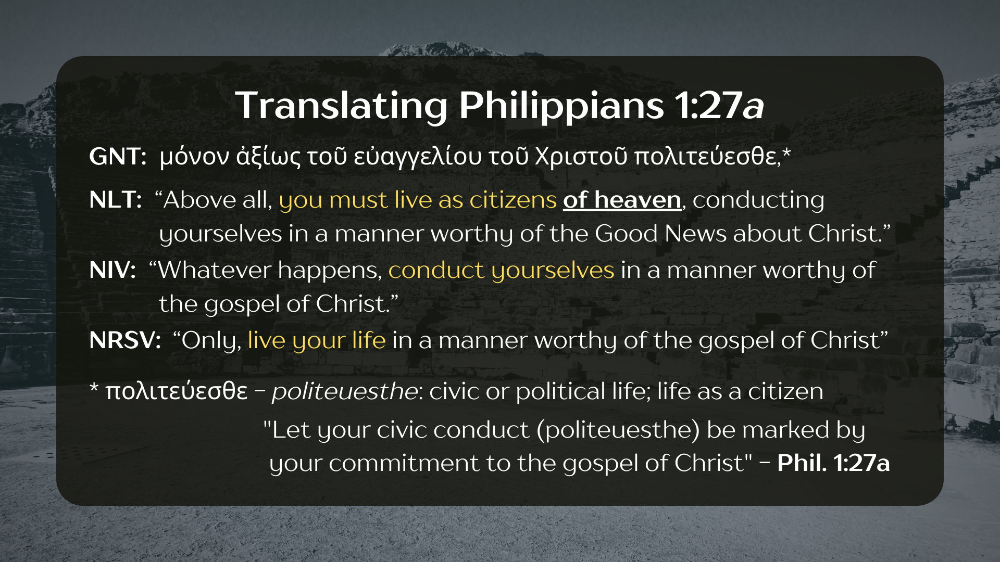 Translating Philippians 1:27a
GNT: μόνον ἀξίως τοῦ εὐαγγελίου τοῦ Χριστοῦ πολιτεύεσθε,*
NLT: “Above all, you must live as citizens of heaven, conducting
yourselves in a manner worthy of the Good News about Christ.”
NIV: “Whatever happens, conduct yourselves in a manner worthy of
the gospel of Christ.”
NRSV: “Only, live your life in a manner worthy of the gospel of Christ”
* πολιτεύεσθε – politeuesthe: civic or political life; life as a citizen
"Let your civic conduct (politeuesthe) be marked by
your commitment to the gospel of Christ" – Phil. 1:27a